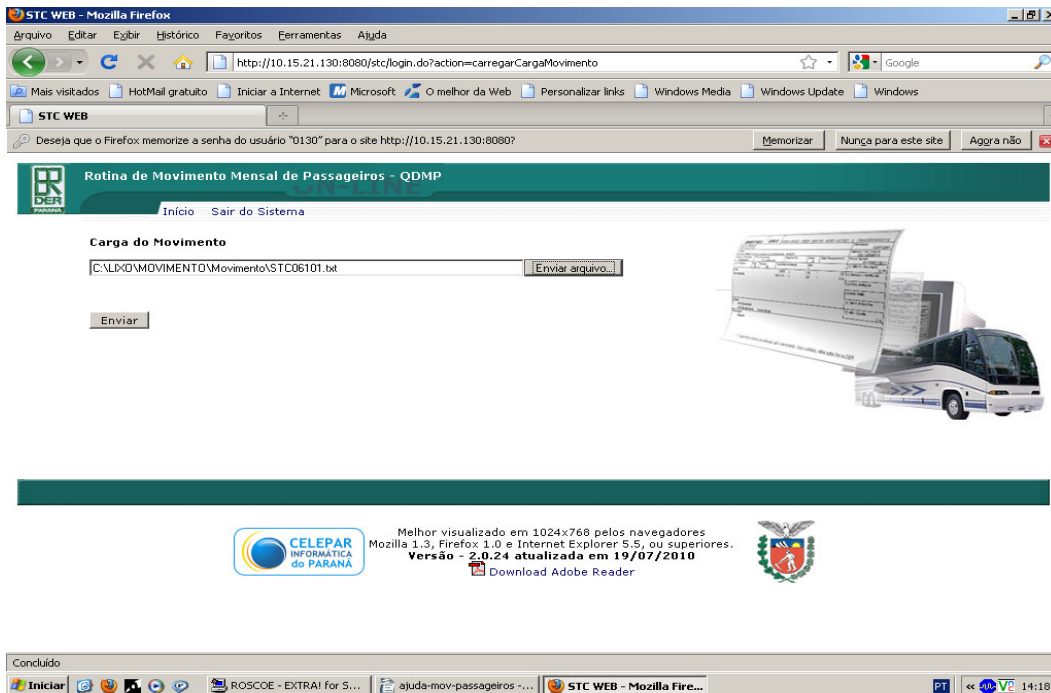 STC WEB - Mozilla Firefox
Arquivo Editar Exibir Histórico Favoritos Ferramentas Ajuda
http://10.15.21.130:8080/stc/login.do?action=carregarCargaMovimento Google
Mais visitados HotMail gratuito Iniciar a Internet Microsoft O melhor da Web Personalizar links Windows Media Windows Update Windows
STC WEB
Deseja que o Firefox memorize a senha do usuário "0130" para o site http://10.15.21.130:8080? Memorizar Nunca para este site Agora não
DER
PARANÁ
Rotina de Movimento Mensal de Passageiros - QDMP
ON-LINE
Início Sair do Sistema
Carga do Movimento
C:\LIXO\MOVIMENTO\Movimento\STC06101.txt Enviar arquivo...
Enviar
CELEPAR
INFORMÁTICA
do PARANÁ
Melhor visualizado em 1024x768 pelos navegadores
Mozilla 1.3, Firefox 1.0 e Internet Explorer 5.5, ou superiores.
Versão - 2.0.24 atualizada em 19/07/2010
Download Adobe Reader
Concluído
Iniciar ROSCOE - EXTRA! for S... ajuda-mov-passageiros -... STC WEB - Mozilla Fire... PT 14:18